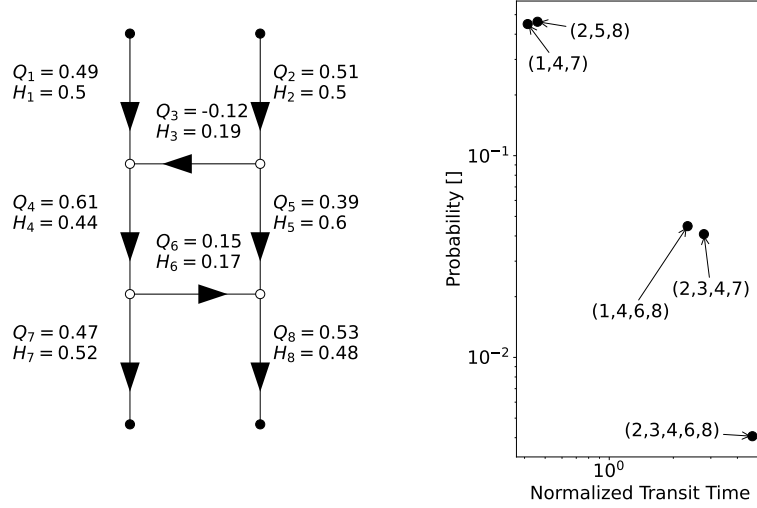 Q₁ = 0.49
H₁ = 0.5
Q₂ = 0.51
H₂ = 0.5
Q₃ = -0.12
H₃ = 0.19
Q₄ = 0.61
H₄ = 0.44
Q₅ = 0.39
H₅ = 0.6
Q₆ = 0.15
H₆ = 0.17
Q₇ = 0.47
H₇ = 0.52
Q₈ = 0.53
H₈ = 0.48
Probability []
10⁻¹
10⁻²
(2,5,8)
(1,4,7)
(2,3,4,7)
(1,4,6,8)
(2,3,4,6,8)
10⁰
Normalized Transit Time